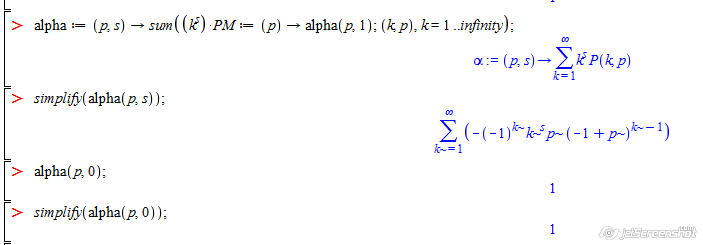 1
> alpha := (p, s) → sum((k^s)·PM := (p) → alpha(p, 1); (k, p), k = 1 ..infinity);
α := (p, s) → ∑_{k=1}^{∞} k^s P(k, p)
> simplify(alpha(p, s));
∑_{k~=1}^{∞} (-(-1)^{k~} k~^s p~ (-1 + p~)^{k~ - 1})
> alpha(p, 0);
1
> simplify(alpha(p, 0));
1
jetScreenshot